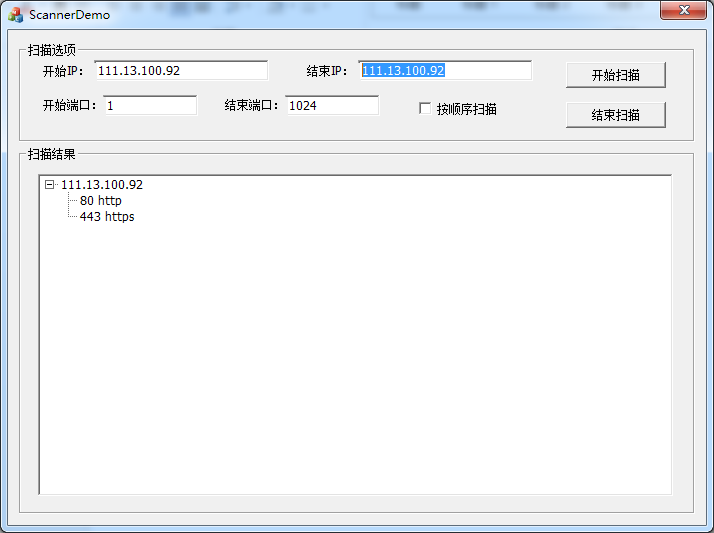 ScannerDemo
扫描选项
开始IP: 111.13.100.92 结束IP: 111.13.100.92 开始扫描
开始端口: 1 结束端口: 1024 按顺序扫描 结束扫描
扫描结果
111.13.100.92
80 http
443 https